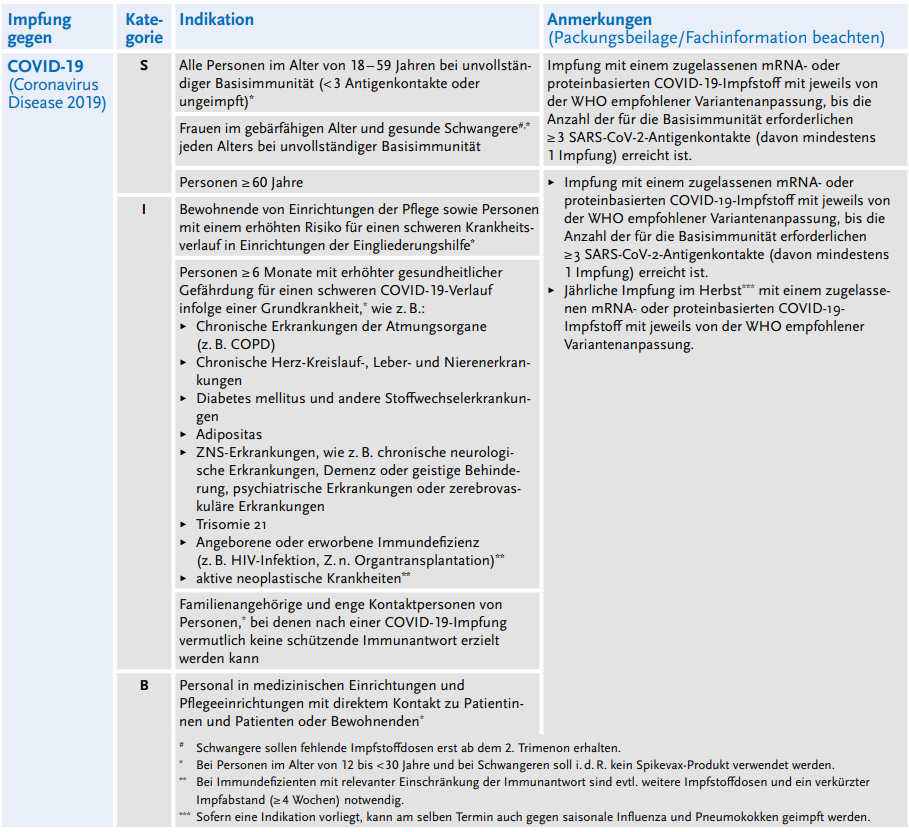 Impfung
gegen
Kate-
gorie
Indikation
Anmerkungen
(Packungsbeilage/Fachinformation beachten)
COVID-19
(Coronavirus
Disease 2019)
S
Alle Personen im Alter von 18–59 Jahren bei unvollstän-
diger Basisimmunität (<3 Antigenkontakte oder
ungeimpft)*
Frauen im gebärfähigen Alter und gesunde Schwangere#,*
jeden Alters bei unvollständiger Basisimmunität
Impfung mit einem zugelassenen mRNA- oder
proteinbasierten COVID-19-Impfstoff mit jeweils von
der WHO empfohlener Variantenanpassung, bis die
Anzahl der für die Basisimmunität erforderlichen
≥3 SARS-CoV-2-Antigenkontakte (davon mindestens
1 Impfung) erreicht ist.
Personen ≥60 Jahre
▸ Impfung mit einem zugelassenen mRNA- oder
proteinbasierten COVID-19-Impfstoff mit jeweils von
der WHO empfohlener Variantenanpassung, bis die
Anzahl der für die Basisimmunität erforderlichen
≥3 SARS-CoV-2-Antigenkontakte (davon mindestens
1 Impfung) erreicht ist.
▸ Jährliche Impfung im Herbst*** mit einem zugelasse-
nen mRNA- oder proteinbasierten COVID-19-
Impfstoff mit jeweils von der WHO empfohlener
Variantenanpassung.
I
Bewohnende von Einrichtungen der Pflege sowie Personen
mit einem erhöhten Risiko für einen schweren Krankheits-
verlauf in Einrichtungen der Eingliederungshilfe*
Personen ≥6 Monate mit erhöhter gesundheitlicher
Gefährdung für einen schweren COVID-19-Verlauf
infolge einer Grundkrankheit,* wie z. B.:
▸ Chronische Erkrankungen der Atmungsorgane
(z. B. COPD)
▸ Chronische Herz-Kreislauf-, Leber- und Nierenerkran-
kungen
▸ Diabetes mellitus und andere Stoffwechselerkrankun-
gen
▸ Adipositas
▸ ZNS-Erkrankungen, wie z. B. chronische neurologi-
sche Erkrankungen, Demenz oder geistige Behinde-
rung, psychiatrische Erkrankungen oder zerebrovas-
kuläre Erkrankungen
▸ Trisomie 21
▸ Angeborene oder erworbene Immundefizienz
(z. B. HIV-Infektion, Z. n. Organtransplantation)**
▸ aktive neoplastische Krankheiten**
Familienangehörige und enge Kontaktpersonen von
Personen,* bei denen nach einer COVID-19-Impfung
vermutlich keine schützende Immunantwort erzielt
werden kann
B
Personal in medizinischen Einrichtungen und
Pflegeeinrichtungen mit direktem Kontakt zu Patientin-
nen und Patienten oder Bewohnenden*
# Schwangere sollen fehlende Impfstoffdosen erst ab dem 2. Trimenon erhalten.
* Bei Personen im Alter von 12 bis <30 Jahre und bei Schwangeren soll i. d. R. kein Spikevax-Produkt verwendet werden.
** Bei Immundefizienten mit relevanter Einschränkung der Immunantwort sind evtl. weitere Impfstoffdosen und ein verkürzter
Impfabstand (≥4 Wochen) notwendig.
*** Sofern eine Indikation vorliegt, kann am selben Termin auch gegen saisonale Influenza und Pneumokokken geimpft werden.